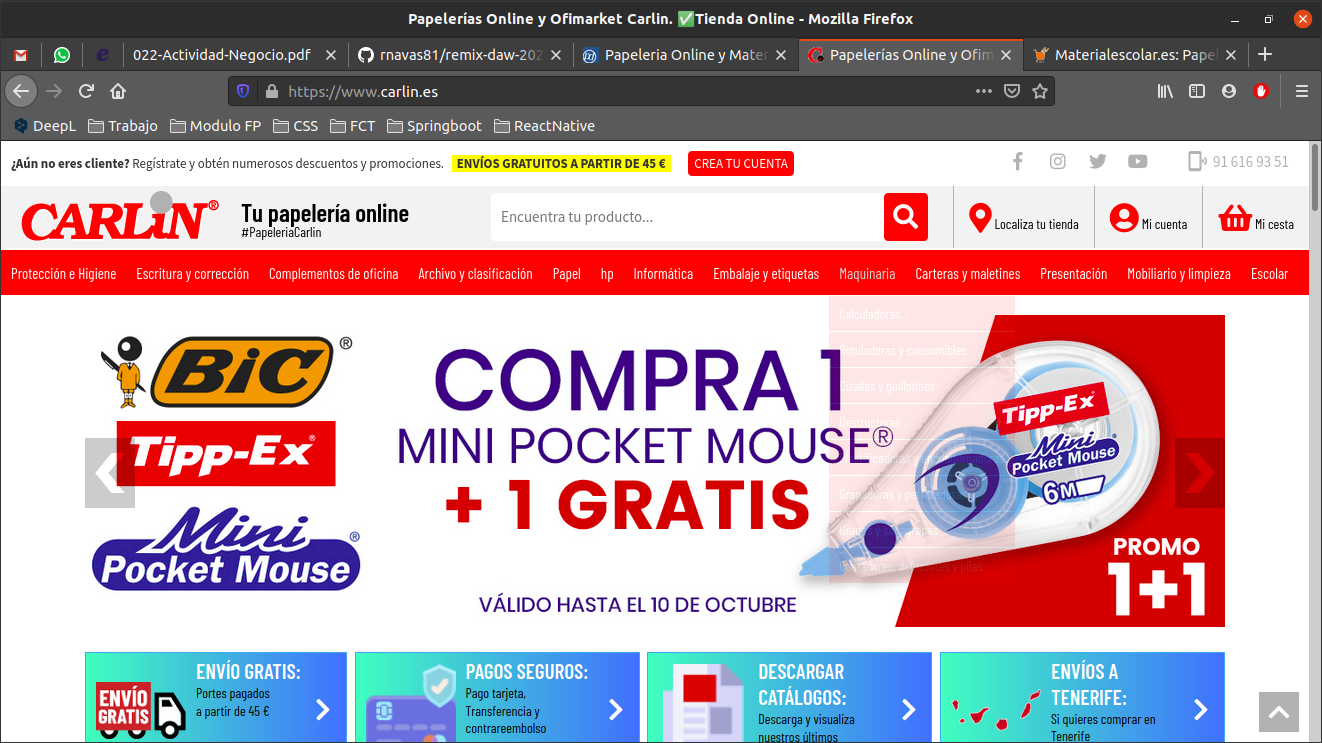 Papelerías Online y Ofimarket Carlin. ✅Tienda Online - Mozilla Firefox
022-Actividad-Negocio.pdf
rnavas81/remix-daw-202
Papeleria Online y Mater
Papelerías Online y Ofim
Materialescolar.es: Papel
https://www.carlin.es
DeepL Trabajo Modulo FP CSS FCT Springboot ReactNative
¿Aún no eres cliente? Regístrate y obtén numerosos descuentos y promociones. ENVÍOS GRATUITOS A PARTIR DE 45 € CREA TU CUENTA 91 616 93 51
CARLiN®
Tu papelería online
#PapeleriaCarlin
Encuentra tu producto...
Localiza tu tienda
Mi cuenta
Mi cesta
Protección e Higiene Escritura y corrección Complementos de oficina Archivo y clasificación Papel hp Informática Embalaje y etiquetas Maquinaria Carteras y maletines Presentación Mobiliario y limpieza Escolar
Calculadoras
Rotuladoras y consumibles
Cizallas y guillotinas
BiC®
Tipp-Ex®
Mini
Pocket Mouse®
COMPRA 1
MINI POCKET MOUSE®
+ 1 GRATIS
VÁLIDO HASTA EL 10 DE OCTUBRE
Tipp-Ex
Mini
Pocket Mouse
6M
PROMO
1+1
ENVÍO GRATIS
ENVÍO GRATIS:
Portes pagados
a partir de 45 €
PAGOS SEGUROS:
Pago tarjeta,
Transferencia y
contrareembolso
DESCARGAR
CATÁLOGOS:
Descarga y visualiza
nuestros últimos
ENVÍOS A
TENERIFE:
Si quieres comprar en
Tenerife